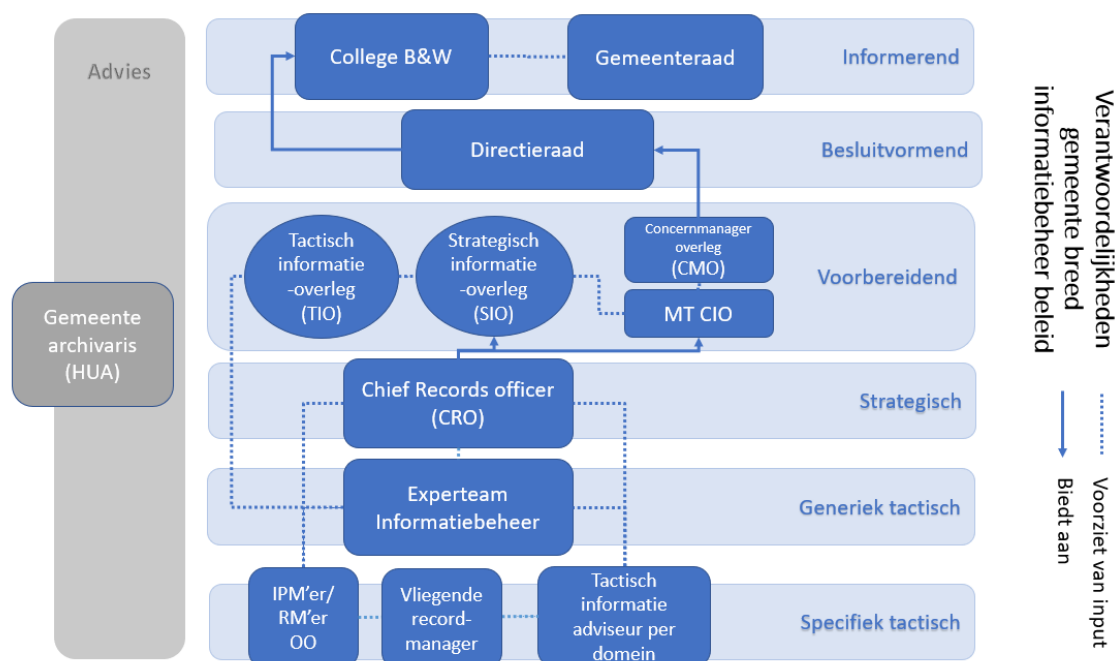 Advies
Gemeente
archivaris
(HUA)
College B&W
Gemeenteraad
Informerend
Directieraad
Besluitvormend
Tactisch
informatie
-overleg
(TIO)
Strategisch
informatie
-overleg
(SIO)
Concernmanager
overleg
(CMO)
MT CIO
Voorbereidend
Chief Records officer
(CRO)
Strategisch
Experteam
Informatiebeheer
Generiek tactisch
IPM'er/
RM'er
OO
Vliegende
record-
manager
Tactisch
informatie
adviseur per
domein
Specifiek tactisch
Verantwoordelijkheden
gemeente breed
informatiebeheer beleid
Voorziet van input
Biedt aan